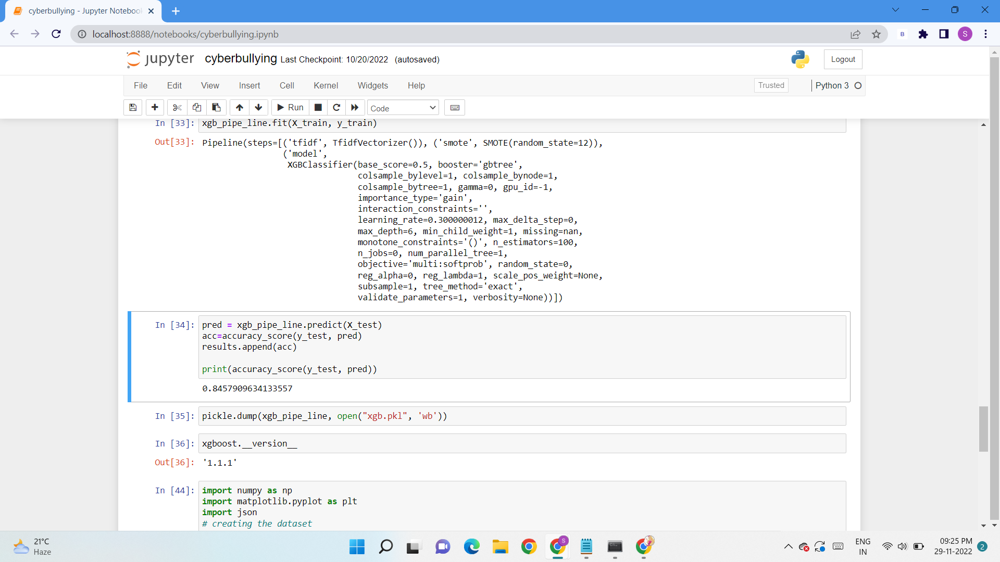 cyberbullying - Jupyter Notebook
localhost:8888/notebooks/cyberbullying.ipynb
B
S
jupyter cyberbullying Last Checkpoint: 10/20/2022 (autosaved)
Logout
File Edit View Insert Cell Kernel Widgets Help
Trusted
Python 3
Run
Code
In [33]: xgb_pipe_line.fit(X_train, y_train)
Out[33]: Pipeline(steps=[('tfidf', TfidfVectorizer()), ('smote', SMOTE(random_state=12)),
('model',
XGBClassifier(base_score=0.5, booster='gbtree',
colsample_bylevel=1, colsample_bynode=1,
colsample_bytree=1, gamma=0, gpu_id=-1,
importance_type='gain',
interaction_constraints='',
learning_rate=0.300000012, max_delta_step=0,
max_depth=6, min_child_weight=1, missing=nan,
monotone_constraints='()', n_estimators=100,
n_jobs=0, num_parallel_tree=1,
objective='multi:softprob', random_state=0,
reg_alpha=0, reg_lambda=1, scale_pos_weight=None,
subsample=1, tree_method='exact',
validate_parameters=1, verbosity=None))])
In [34]: pred = xgb_pipe_line.predict(X_test)
acc=accuracy_score(y_test, pred)
results.append(acc)
print(accuracy_score(y_test, pred))
0.8457909634133557
In [35]: pickle.dump(xgb_pipe_line, open("xgb.pkl", 'wb'))
In [36]: xgboost.__version__
Out[36]: '1.1.1'
In [44]: import numpy as np
import matplotlib.pyplot as plt
import json
# creating the dataset
21°C
Haze
S
ENG
IN
09:25 PM
29-11-2022
2